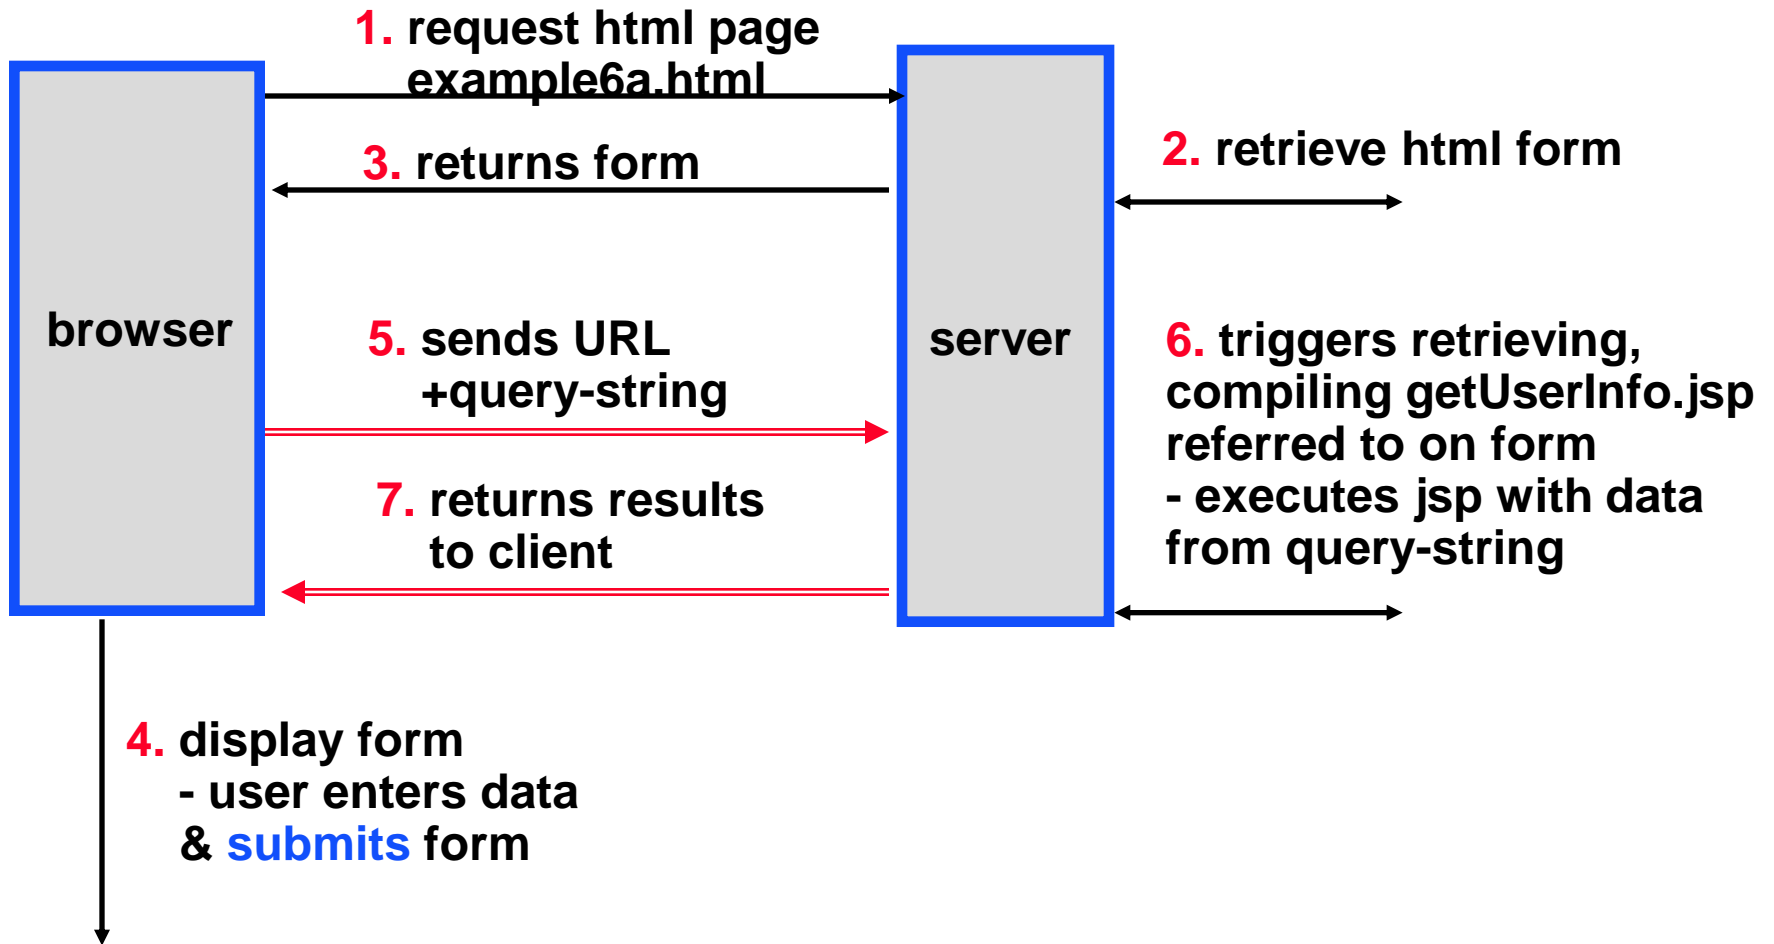 1. request html page
example6a.html
3. returns form
2. retrieve html form
browser
5. sends URL
+query-string
server
6. triggers retrieving,
compiling getUserInfo.jsp
referred to on form
- executes jsp with data
from query-string
7. returns results
to client
4. display form
- user enters data
& submits form